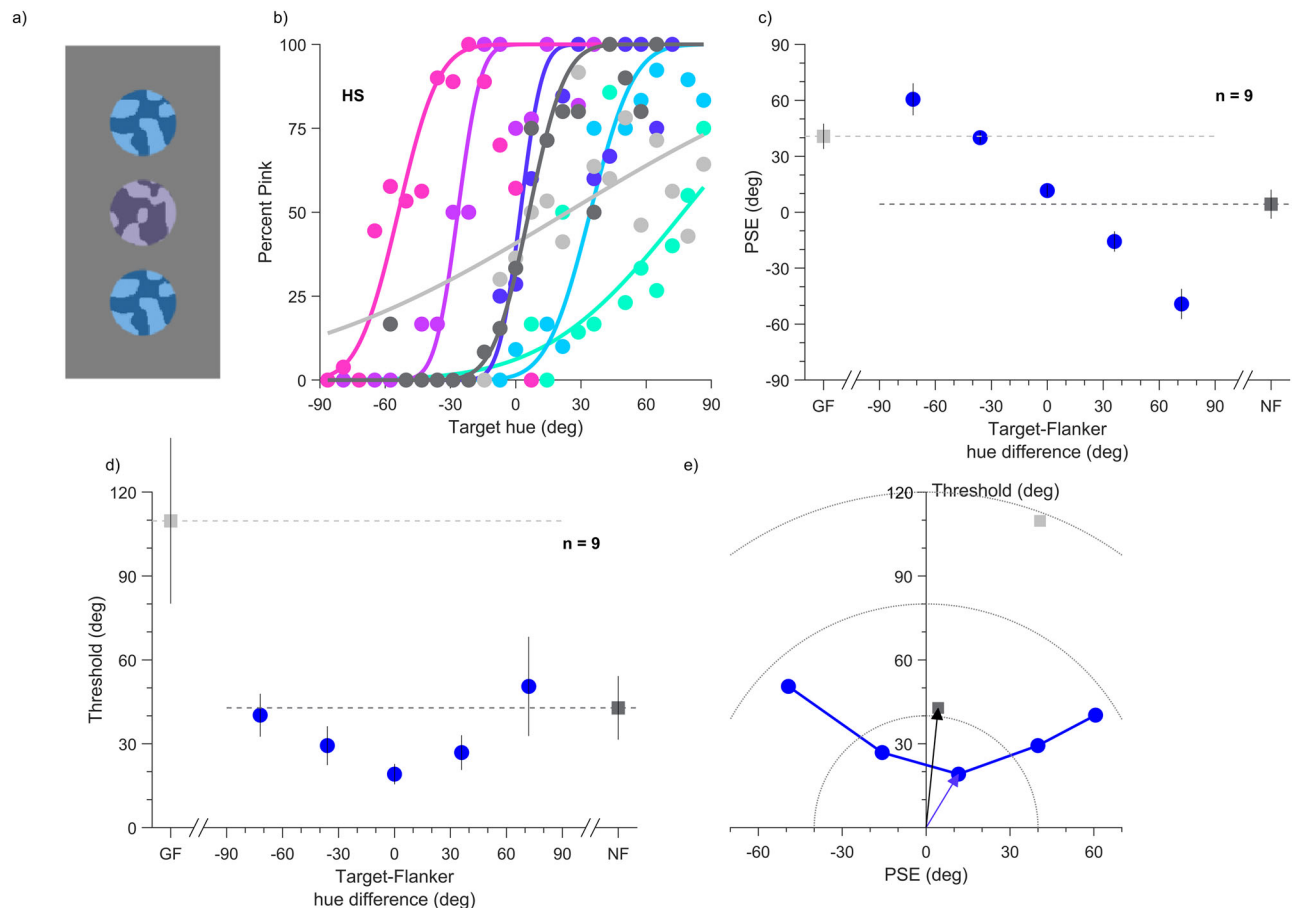 a)
b)
HS
Percent Pink
100
75
50
25
0
-90 -60 -30 0 30 60 90
Target hue (deg)
c)
n = 9
PSE (deg)
90
60
30
0
-30
-60
-90
GF -90 -60 -30 0 30 60 90 NF
Target-Flanker
hue difference (deg)
d)
n = 9
Threshold (deg)
120
90
60
30
0
GF -90 -60 -30 0 30 60 90 NF
Target-Flanker
hue difference (deg)
e)
Threshold (deg)
120
90
60
30
-60 -30 0 30 60
PSE (deg)